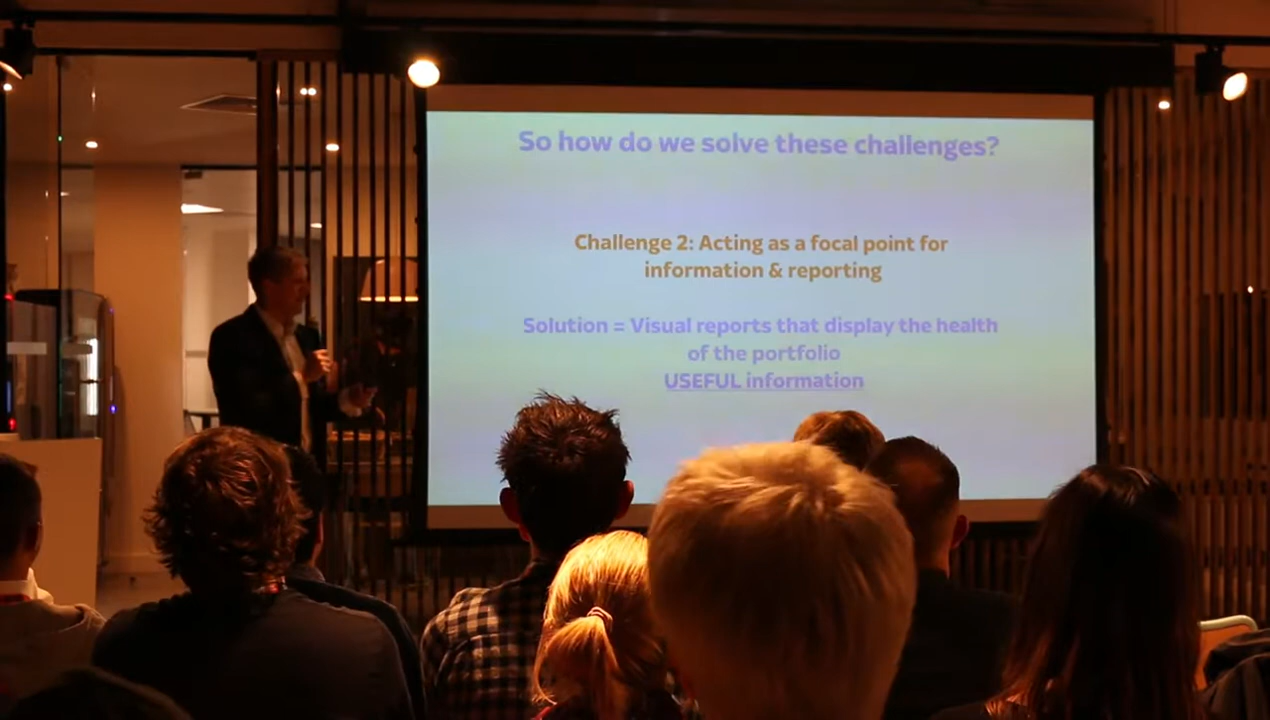 So how do we solve these challenges?
Challenge 2: Acting as a focal point for
information & reporting
Solution = Visual reports that display the health
of the portfolio
USEFUL information